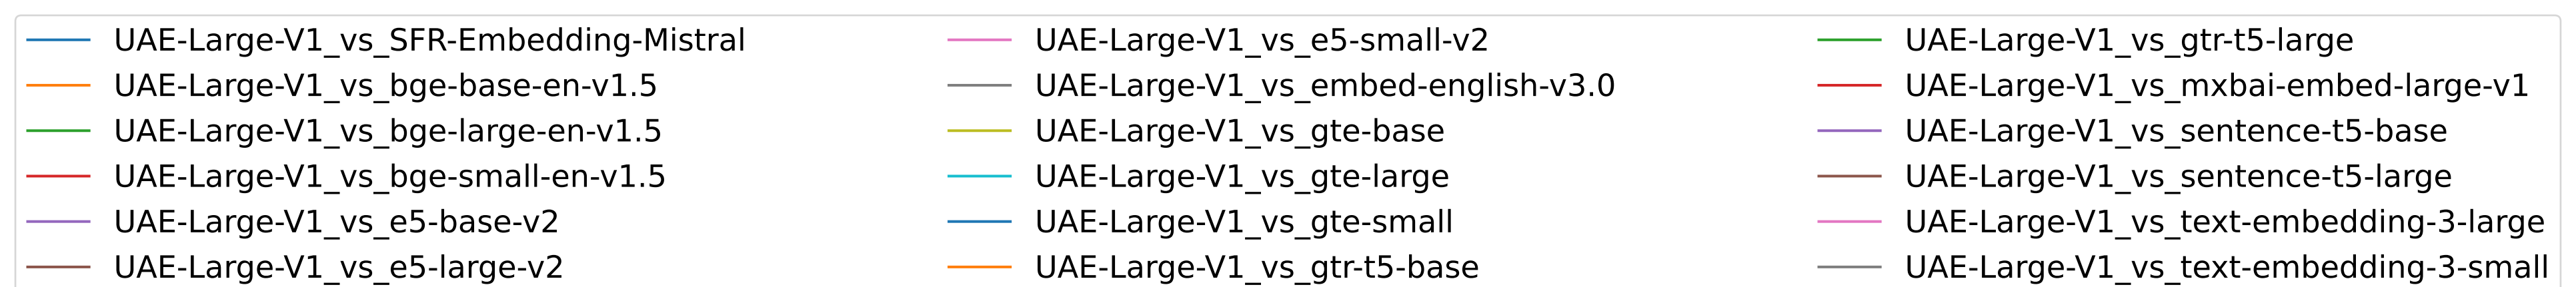 UAE-Large-V1_vs_SFR-Embedding-Mistral
UAE-Large-V1_vs_bge-base-en-v1.5
UAE-Large-V1_vs_bge-large-en-v1.5
UAE-Large-V1_vs_bge-small-en-v1.5
UAE-Large-V1_vs_e5-base-v2
UAE-Large-V1_vs_e5-large-v2
UAE-Large-V1_vs_e5-small-v2
UAE-Large-V1_vs_embed-english-v3.0
UAE-Large-V1_vs_gte-base
UAE-Large-V1_vs_gte-large
UAE-Large-V1_vs_gte-small
UAE-Large-V1_vs_gtr-t5-base
UAE-Large-V1_vs_gtr-t5-large
UAE-Large-V1_vs_mxbai-embed-large-v1
UAE-Large-V1_vs_sentence-t5-base
UAE-Large-V1_vs_sentence-t5-large
UAE-Large-V1_vs_text-embedding-3-large
UAE-Large-V1_vs_text-embedding-3-small